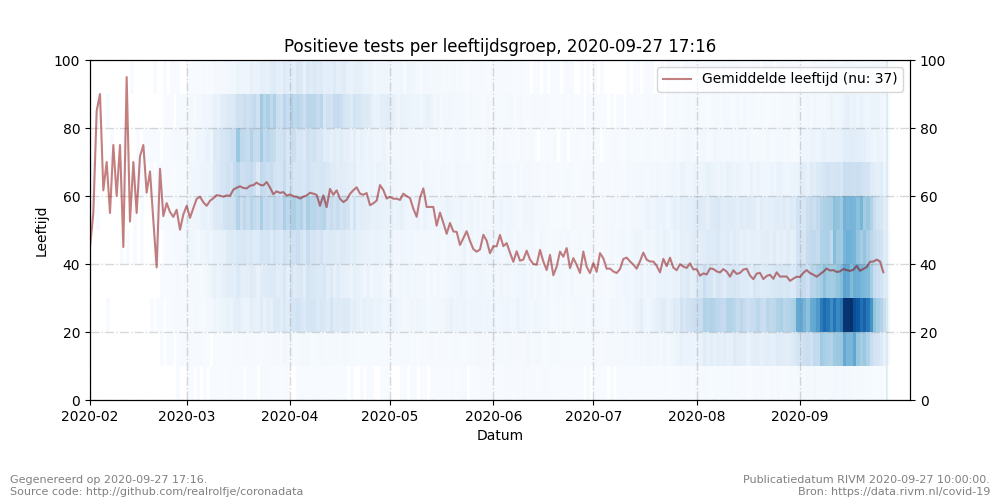 Positieve tests per leeftijdsgroep, 2020-09-27 17:16
Gemiddelde leeftijd (nu: 37)
100
80
60
40
20
0
Leeftijd
100
80
60
40
20
0
2020-02 2020-03 2020-04 2020-05 2020-06 2020-07 2020-08 2020-09
Datum
Gegenereerd op 2020-09-27 17:16.
Source code: http://github.com/realrolfje/coronadata
Publicatiedatum RIVM 2020-09-27 10:00:00.
Bron: https://data.rivm.nl/covid-19